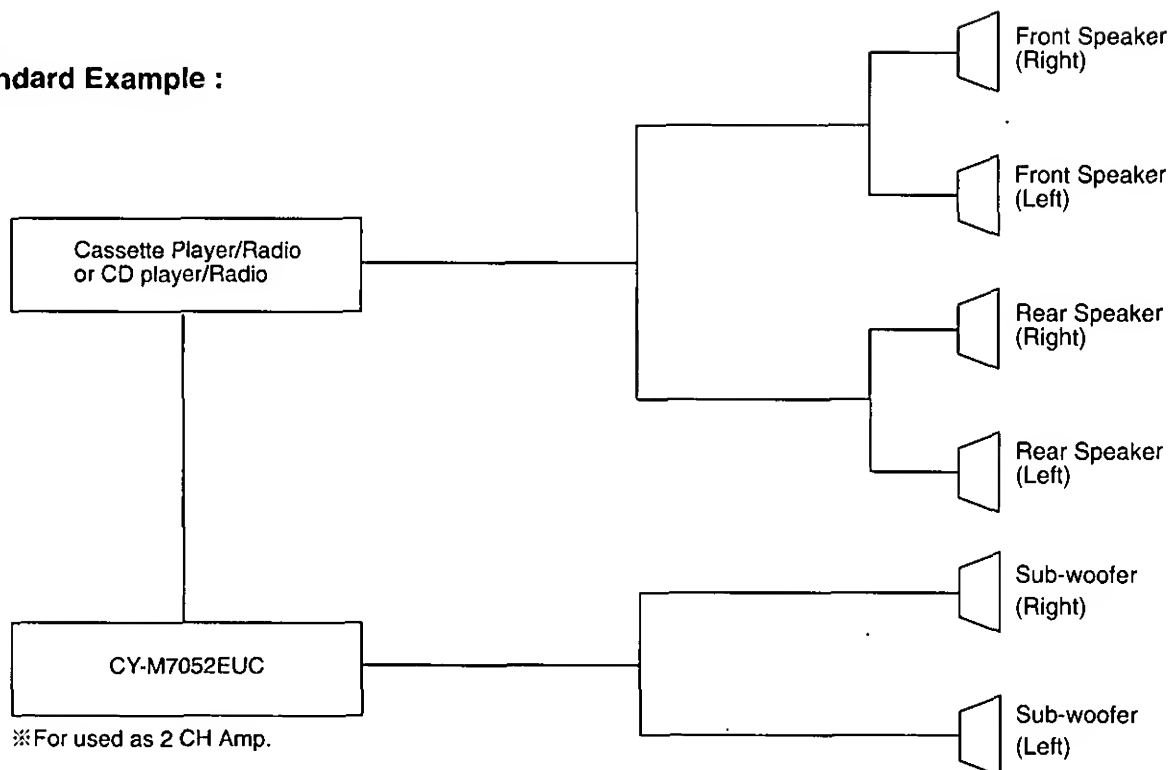 ndard Example :
Front Speaker
(Right)
Front Speaker
(Left)
Cassette Player/Radio
or CD player/Radio
Rear Speaker
(Right)
Rear Speaker
(Left)
Sub-woofer
(Right)
CY-M7052EUC
Sub-woofer
(Left)
※For used as 2 CH Amp.